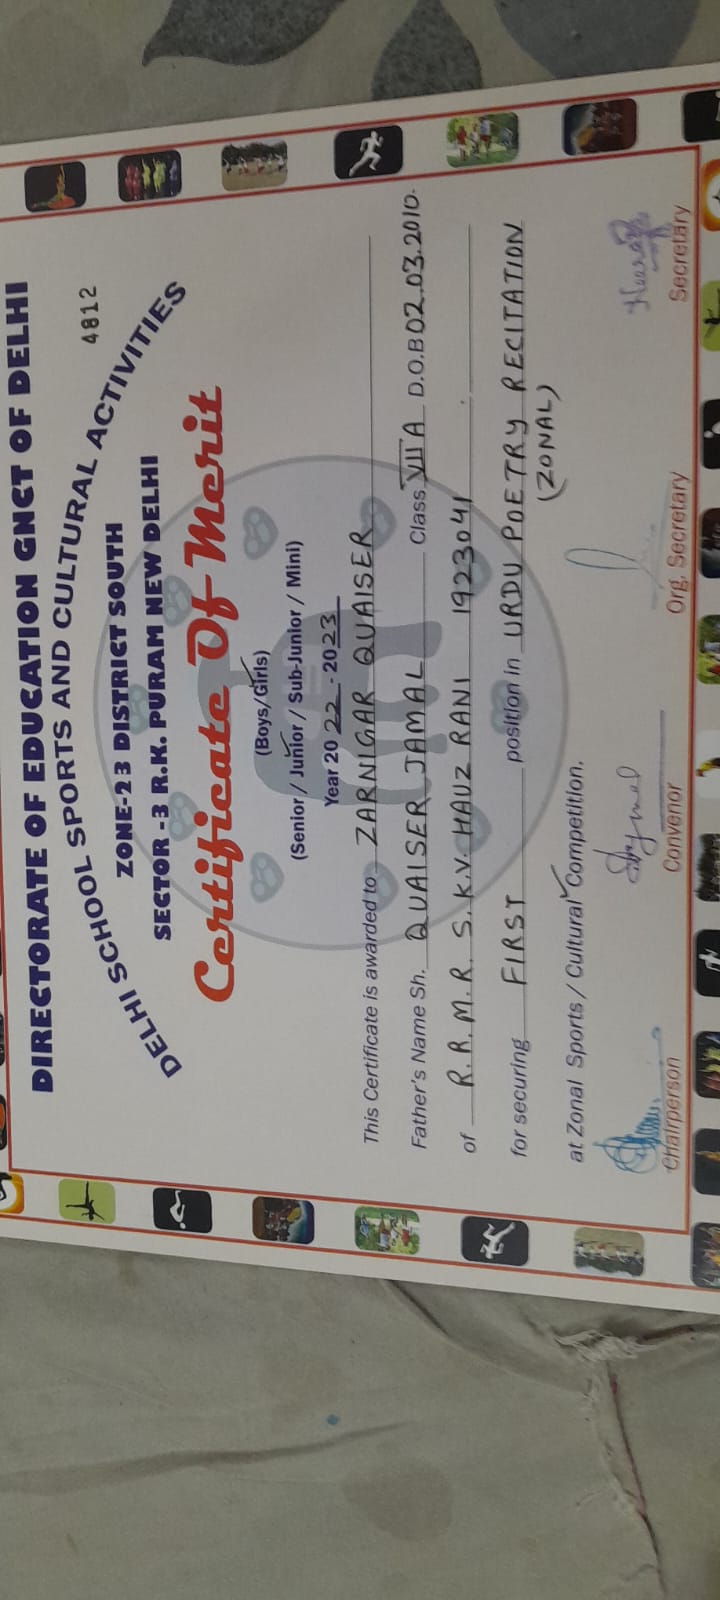 DIRECTORATE OF EDUCATION GNCT OF DELHI
4812
DELHI SCHOOL SPORTS AND CULTURAL ACTIVITIES
ZONE-23 DISTRICT SOUTH
SECTOR -3 R.K. PURAM NEW DELHI
Certificate Of Merit
(Boys/Girls)
(Senior / Junior / Sub-Junior / Mini)
Year 2022 - 2023
This Certificate is awarded to ZARNIGAR QUAISER
Father's Name Sh. QUAISER JAMAL Class VII A D.O.B 02.03.2010.
of R.R.M.R. S.K.V. HAUZ RANI 1923041
for securing FIRST position in URDU POETRY RECITATION
(ZONAL)
at Zonal Sports / Cultural Competition.
Chairperson Convenor Org. Secretary Secretary